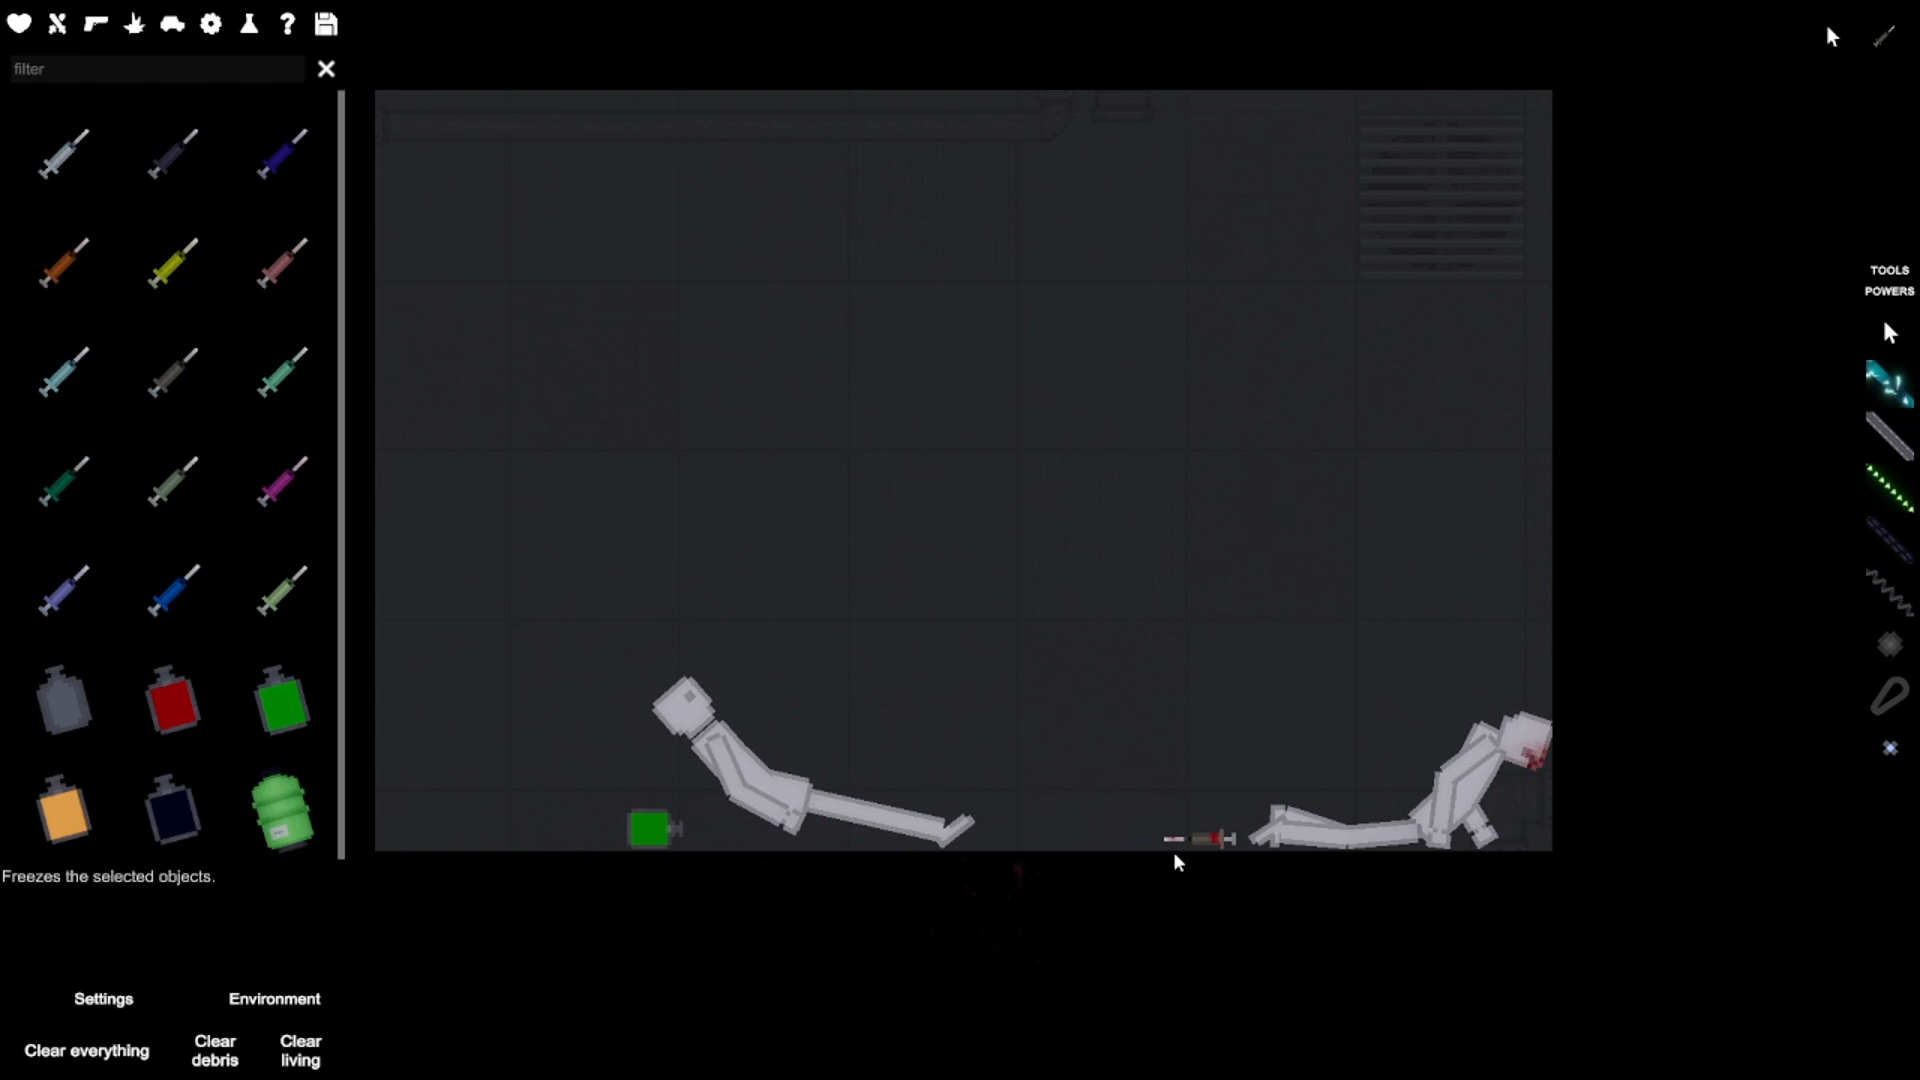 filter
TOOLS
POWERS
Freezes the selected objects.
Settings
Environment
Clear everything
Clear
debris
Clear
living